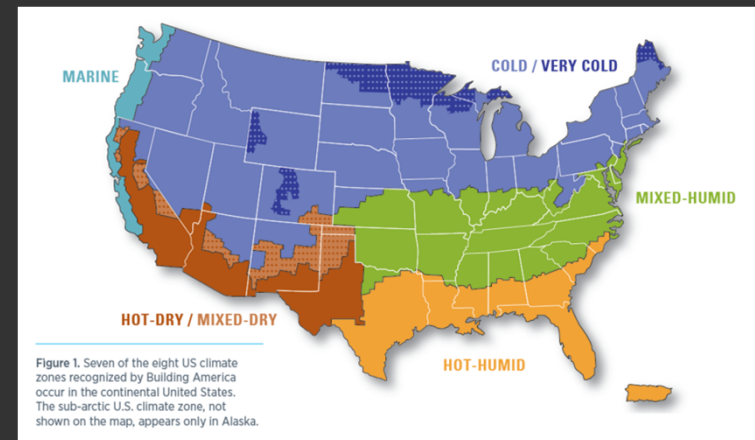 MARINE
COLD / VERY COLD
MIXED-HUMID
HOT-DRY / MIXED-DRY
HOT-HUMID
Figure 1. Seven of the eight US climate
zones recognized by Building America
occur in the continental United States.
The sub-arctic U.S. climate zone, not
shown on the map, appears only in Alaska.